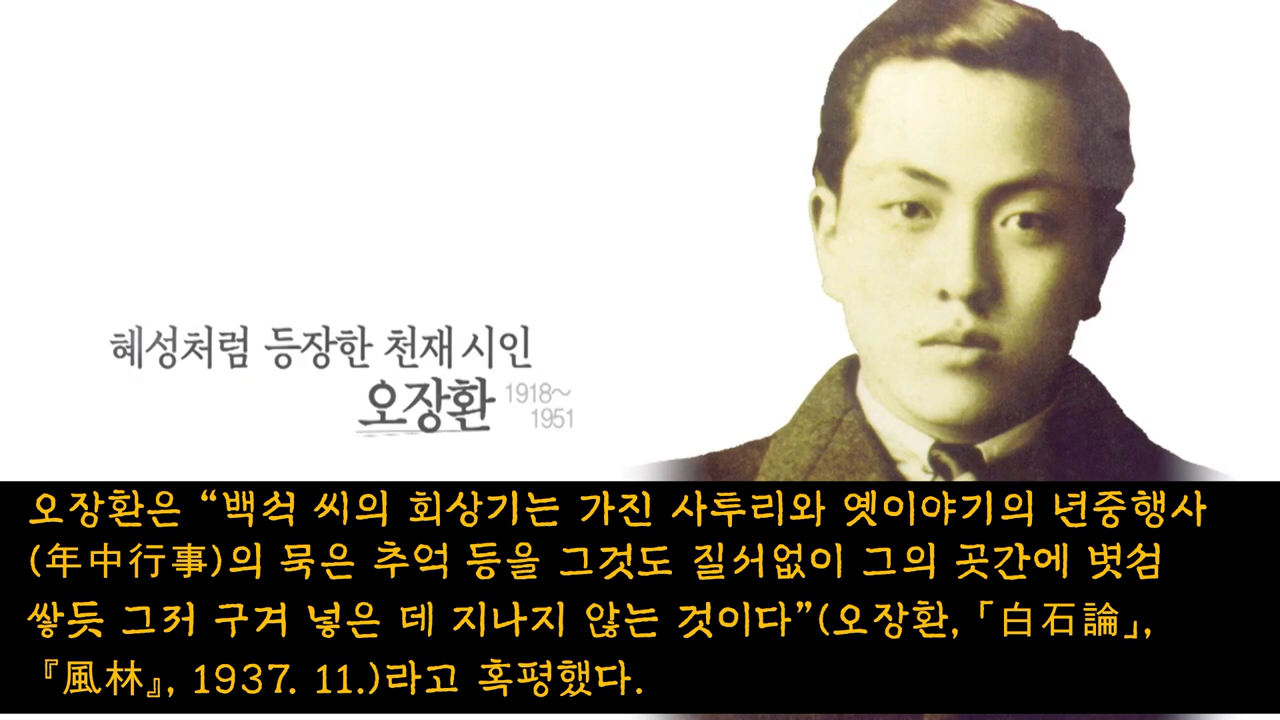 혜성처럼 등장한 천재 시인
오장환 1918~
1951
오장환은 “백석 씨의 회상기는 가진 사투리와 옛이야기의 년중행사
(年中行事)의 묵은 추억 등을 그것도 질서없이 그의 곳간에 볏섬
쌓듯 그저 구겨 넣은 데 지나지 않는 것이다”(오장환, 「白石論」,
『風林』, 1937. 11.)라고 혹평했다.